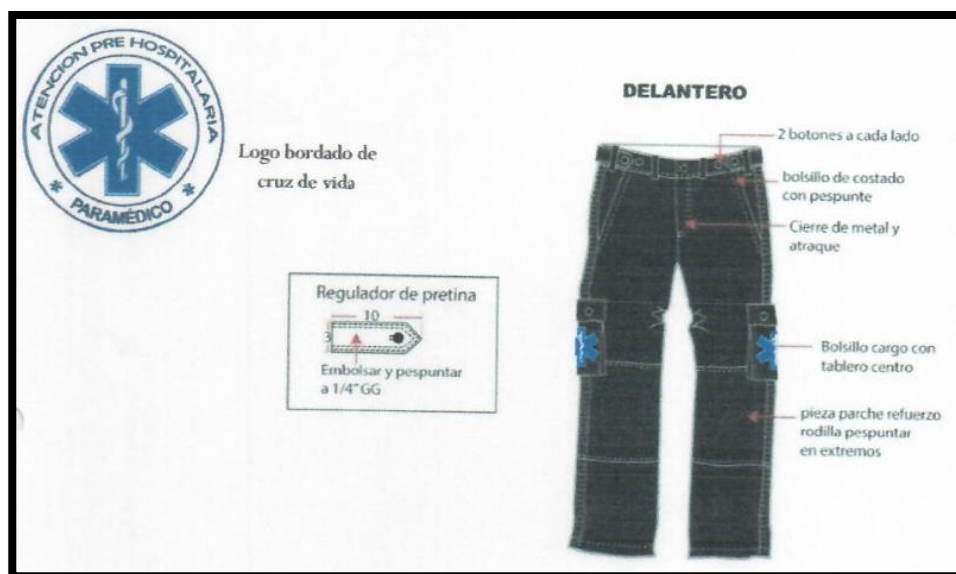 ATENCION PRE HOSPITALARIA
PARAMÉDICO
Logo bordado de
cruz de vida
DELANTERO
2 botones a cada lado
bolsillo de costado
con pespunte
Cierre de metal y
atraque
Regulador de pretina
10
3
Embolsar y pespuntar
a 1/4" GG
Bolsillo cargo con
tablero centro
pieza parche refuerzo
rodilla pespuntar
en extremos